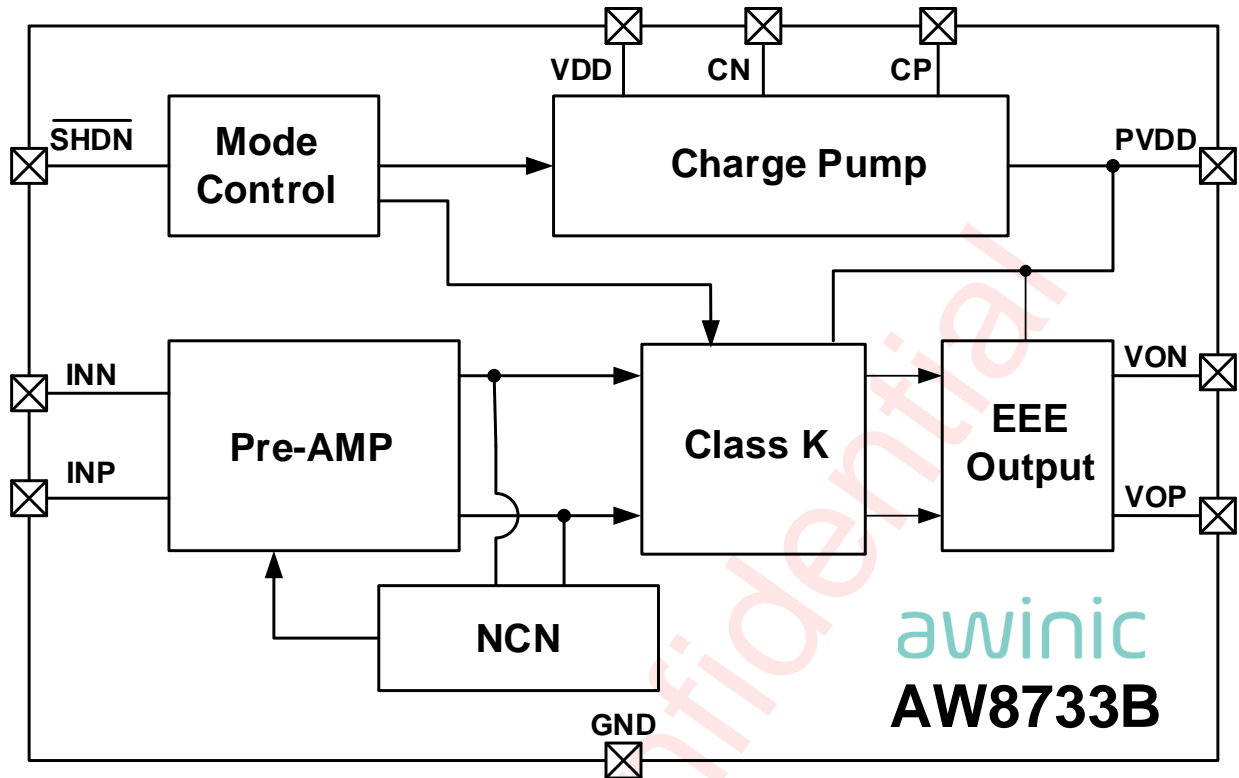 VDD
CN
CP
SHDN
Mode
Control
Charge Pump
PVDD
INN
INP
Pre-AMP
Class K
EEE
Output
VON
VOP
NCN
awinic
AW8733B
GND